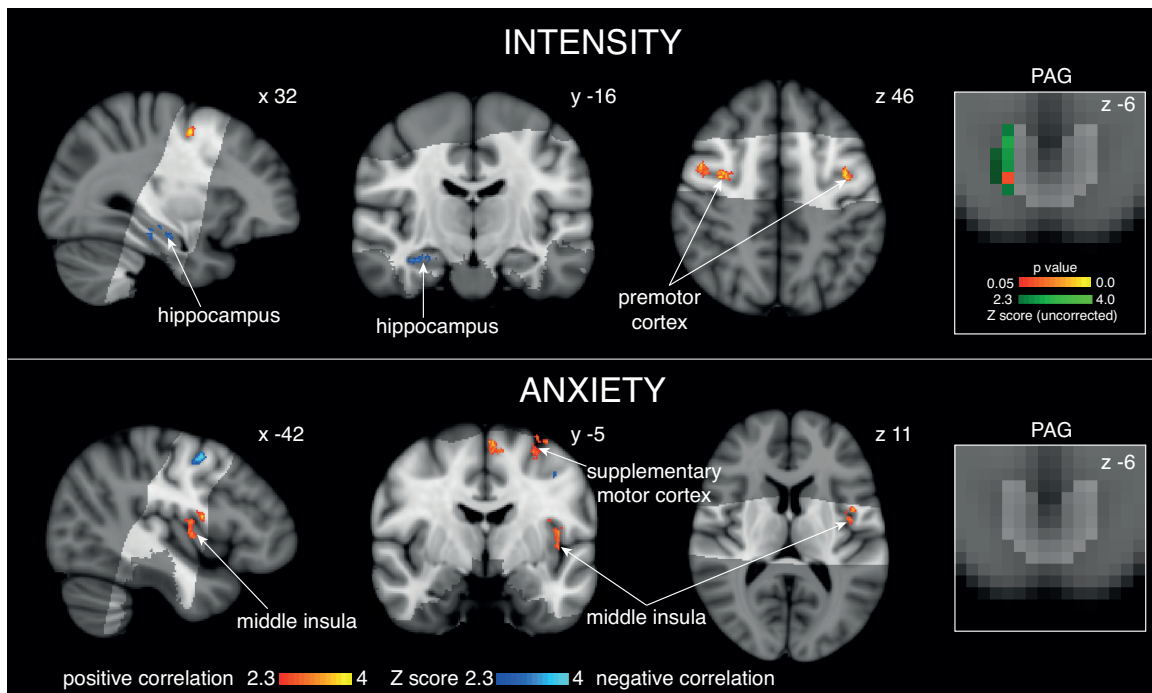 INTENSITY
x 32
y -16
z 46
PAG
z -6
hippocampus
hippocampus
premotor
cortex
p value
0.05 0.0
2.3 4.0
Z score (uncorrected)
ANXIETY
x -42
y -5
z 11
PAG
z -6
supplementary
motor cortex
middle insula
middle insula
positive correlation 2.3 4 Z score 2.3 4 negative correlation